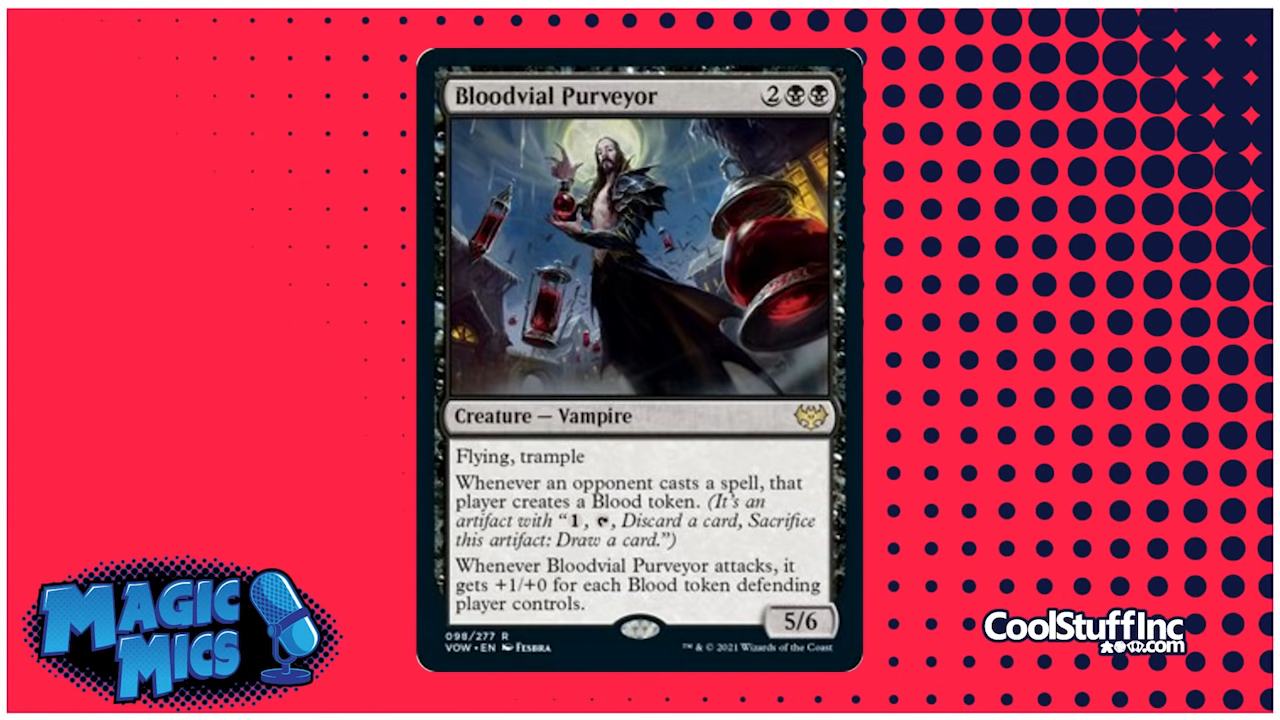 Bloodvial Purveyor 2
Creature — Vampire
Flying, trample
Whenever an opponent casts a spell, that
player creates a Blood token. (It's an
artifact with “1, , Discard a card, Sacrifice
this artifact: Draw a card.”)
Whenever Bloodvial Purveyor attacks, it
gets +1/+0 for each Blood token defending
player controls.
5/6
098/277 R
VOW • EN FESBRA
™ & © 2021 Wizards of the Coast
MAGIC
MICS
CoolStuffInc
.com